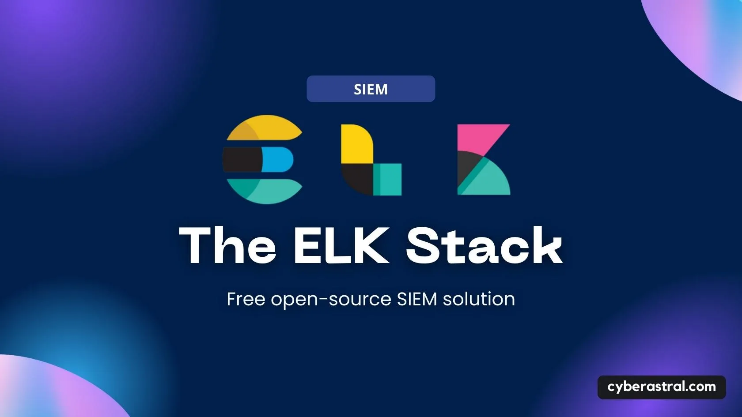 SIEM
The ELK Stack
Free open-source SIEM solution
cyberastral.com